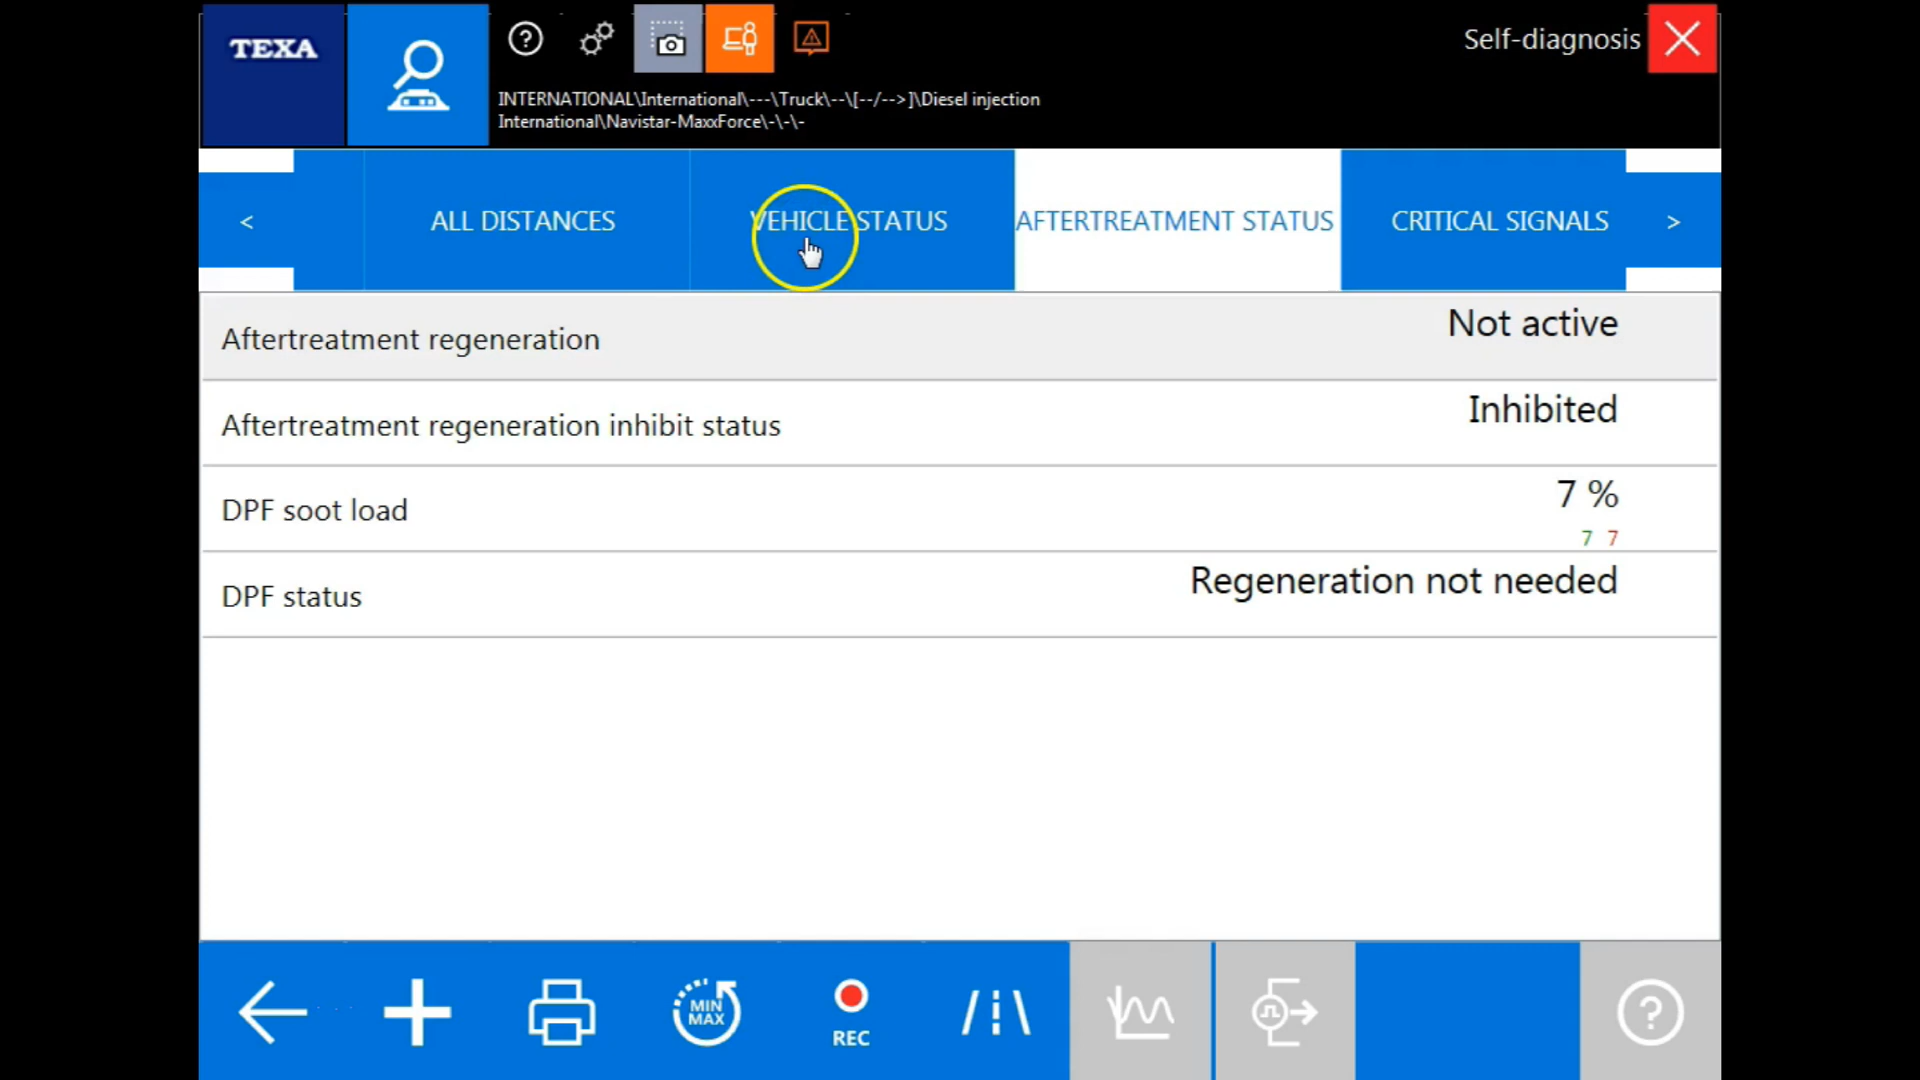 TEXA
Self-diagnosis
INTERNATIONAL\International\---\Truck\--\[--/-->]\Diesel injection
International\Navistar-MaxxForce\-\-\-
< ALL DISTANCES VEHICLE STATUS AFTERTREATMENT STATUS CRITICAL SIGNALS >
Aftertreatment regeneration Not active
Aftertreatment regeneration inhibit status Inhibited
DPF soot load 7 %
7 7
DPF status Regeneration not needed
MIN
MAX
REC